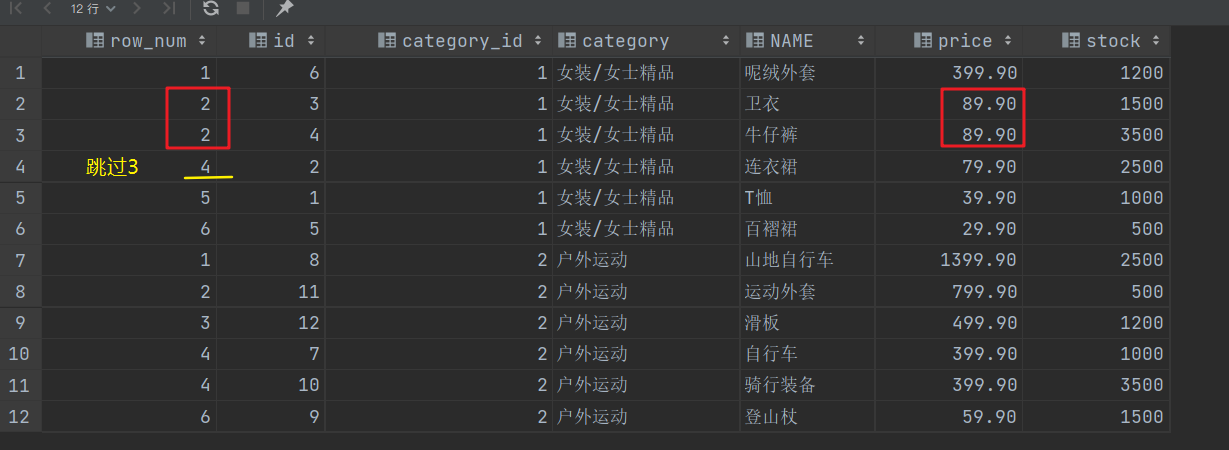 12 行
row_num id category_id category NAME price stock
1 1 6 1 女装/女士精品 呢绒外套 399.90 1200
2 2 3 1 女装/女士精品 卫衣 89.90 1500
3 2 4 1 女装/女士精品 牛仔裤 89.90 3500
4 跳过3 4 2 1 女装/女士精品 连衣裙 79.90 2500
5 5 1 1 女装/女士精品 T恤 39.90 1000
6 6 5 1 女装/女士精品 百褶裙 29.90 500
7 1 8 2 户外运动 山地自行车 1399.90 2500
8 2 11 2 户外运动 运动外套 799.90 500
9 3 12 2 户外运动 滑板 499.90 1200
10 4 7 2 户外运动 自行车 399.90 1000
11 4 10 2 户外运动 骑行装备 399.90 3500
12 6 9 2 户外运动 登山杖 59.90 1500